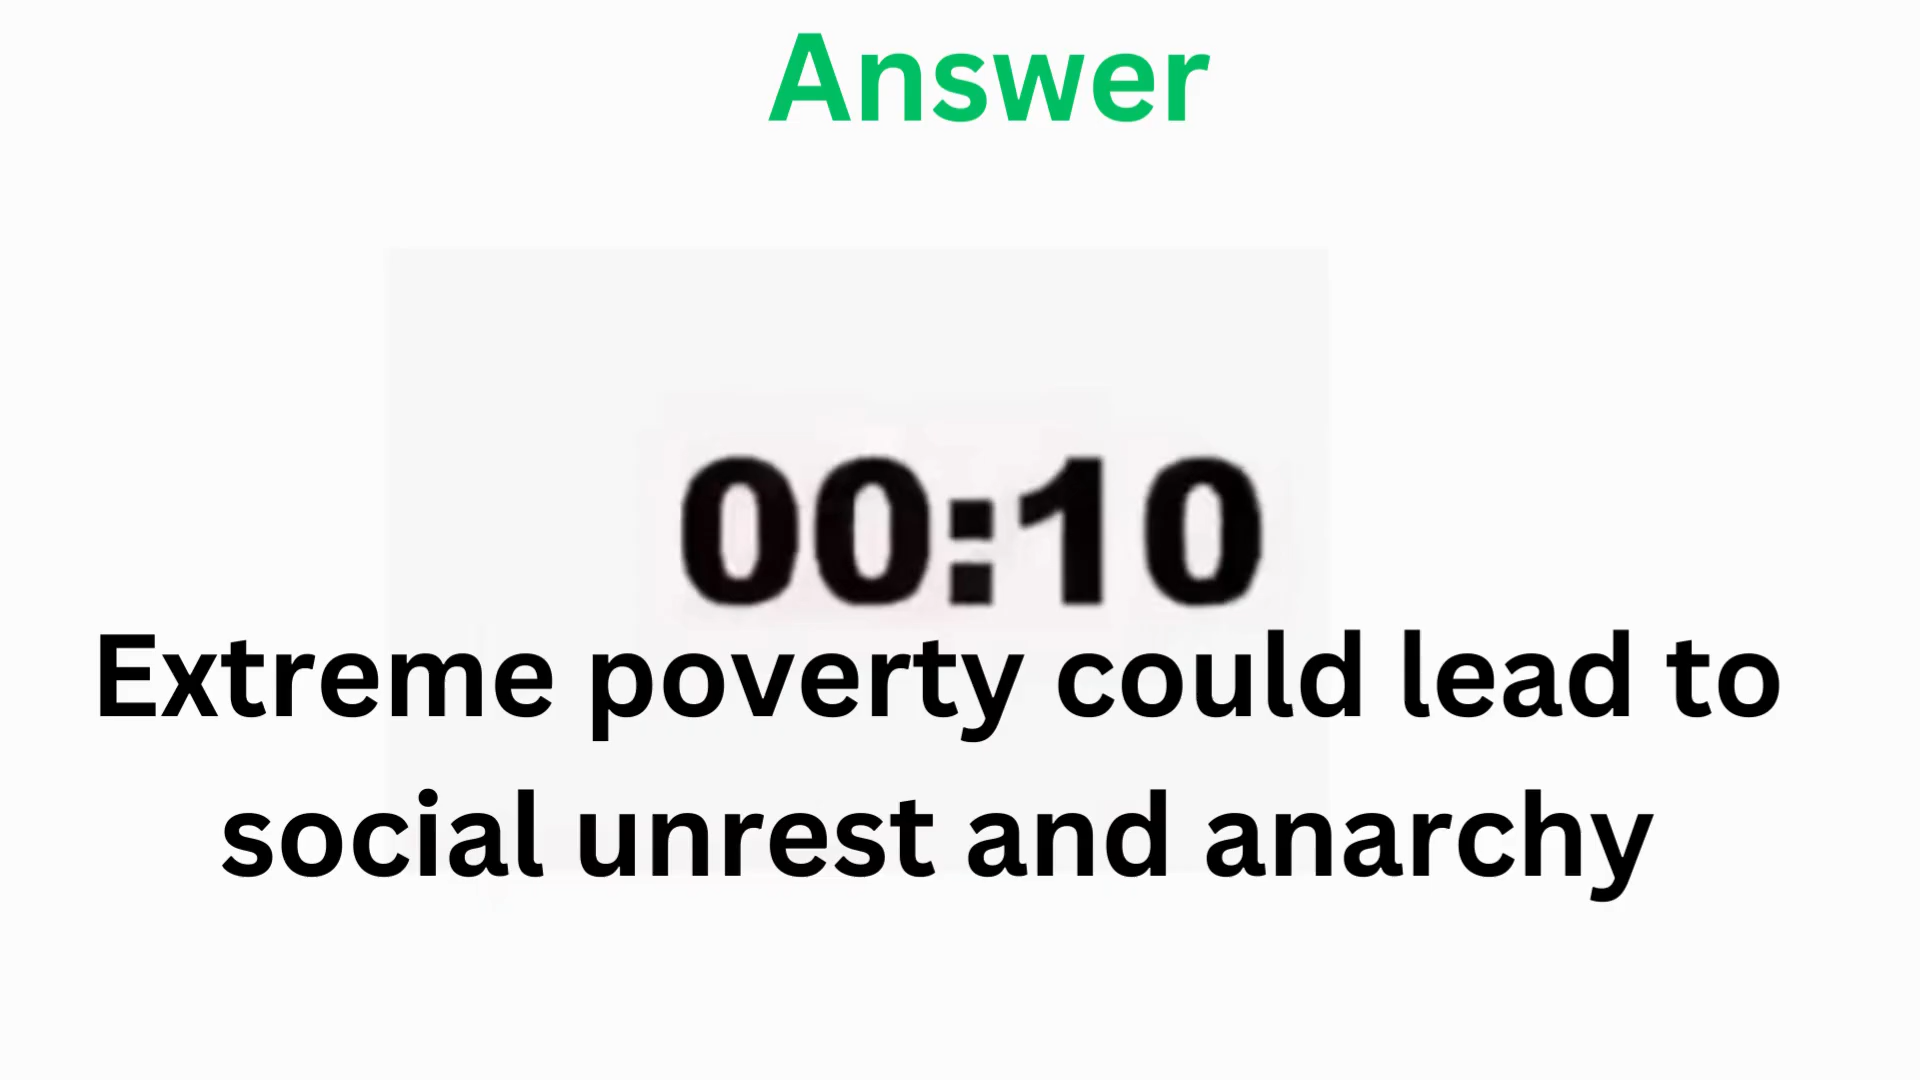 Answer
00:10
Extreme poverty could lead to
social unrest and anarchy